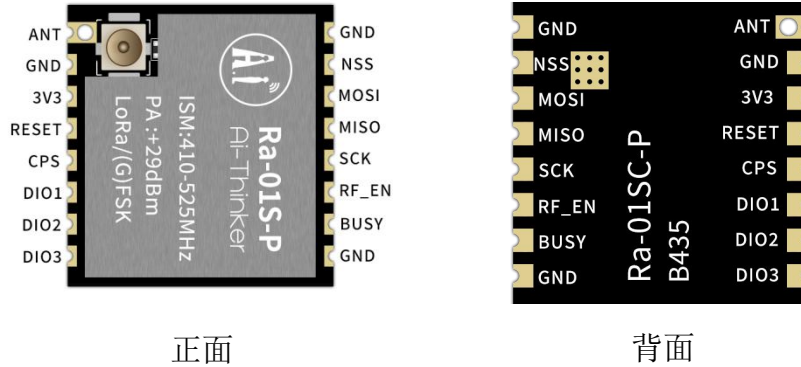 ANT
GND
3V3
RESET
CPS
DIO1
DIO2
DIO3
A.i
Ra-01S-P
Ai-Thinker
ISM:410-525MHz
PA:+29dBm
LoRa/(G)FSK
GND
NSS
MOSI
MISO
SCK
RF_EN
BUSY
GND
正面
GND
NSS
MOSI
MISO
SCK
RF_EN
BUSY
GND
Ra-01SC-P
B435
ANT
GND
3V3
RESET
CPS
DIO1
DIO2
DIO3
背面